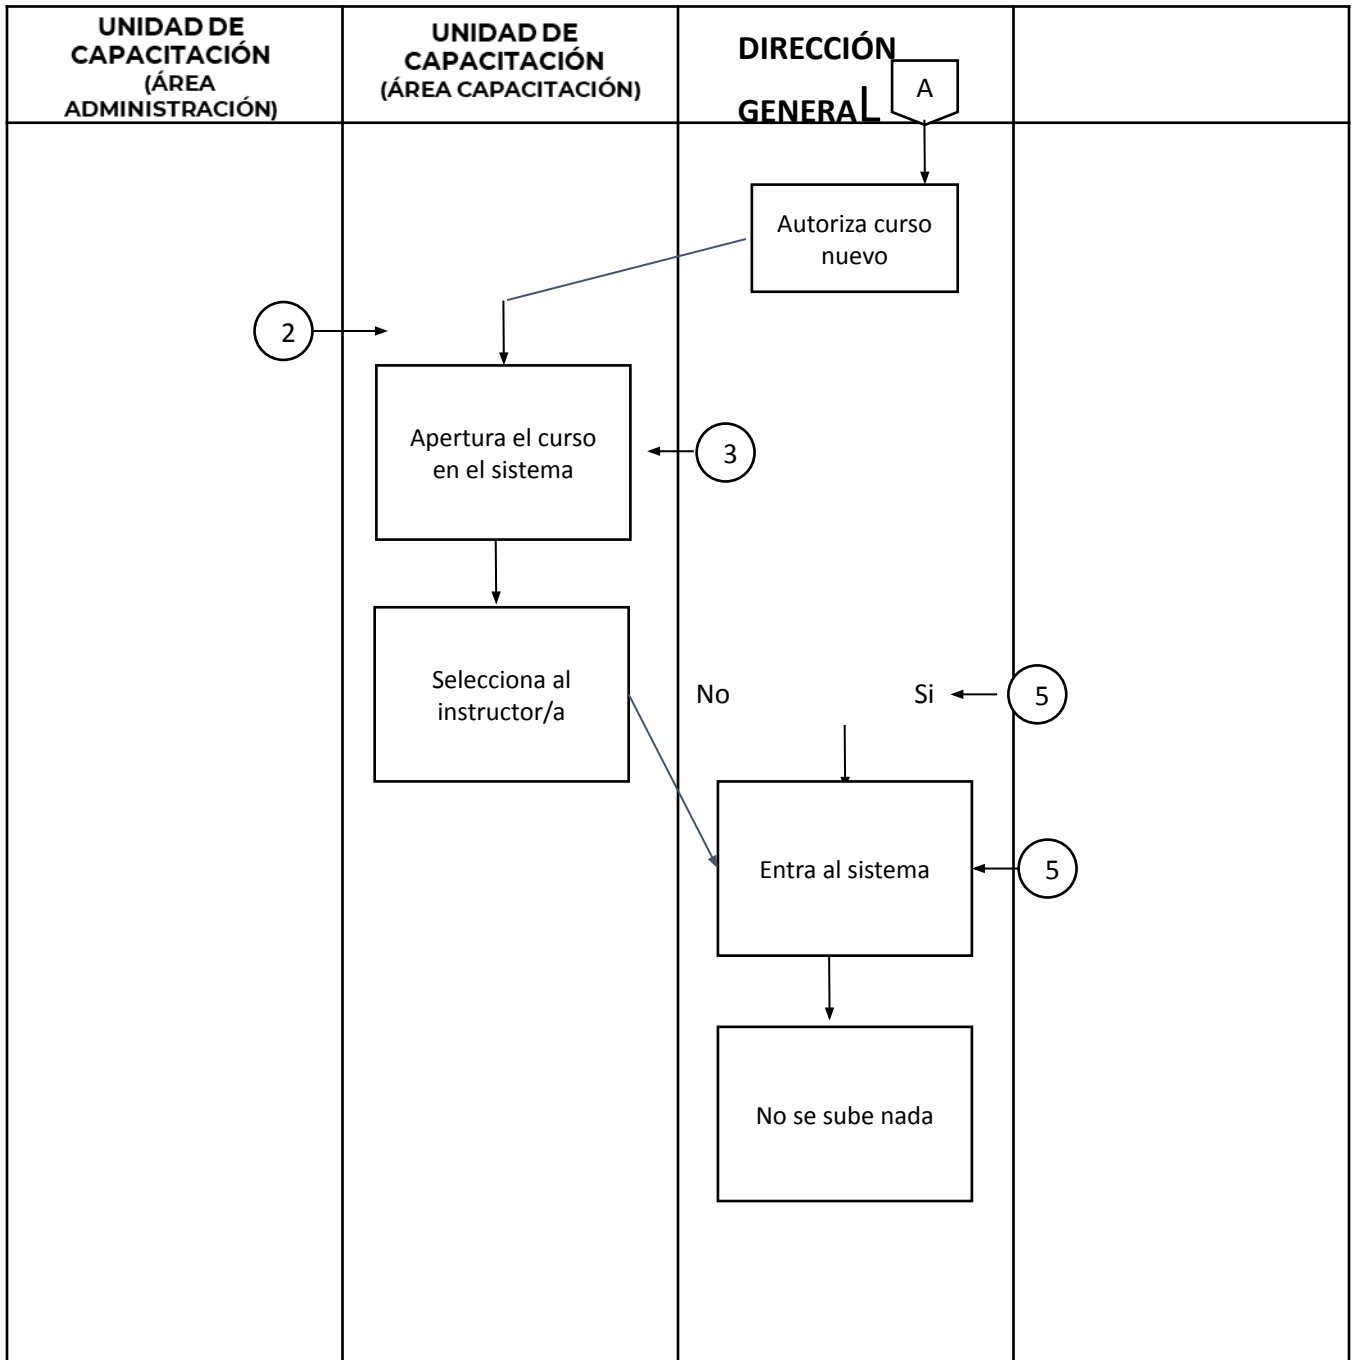 UNIDAD DE
CAPACITACIÓN
(ÁREA
ADMINISTRACIÓN)
UNIDAD DE
CAPACITACIÓN
(ÁREA CAPACITACIÓN)
DIRECCIÓN
GENERAL
A
Autoriza curso
nuevo
2
Apertura el curso
en el sistema
3
Selecciona al
instructor/a
No
Si
5
Entra al sistema
5
No se sube nada